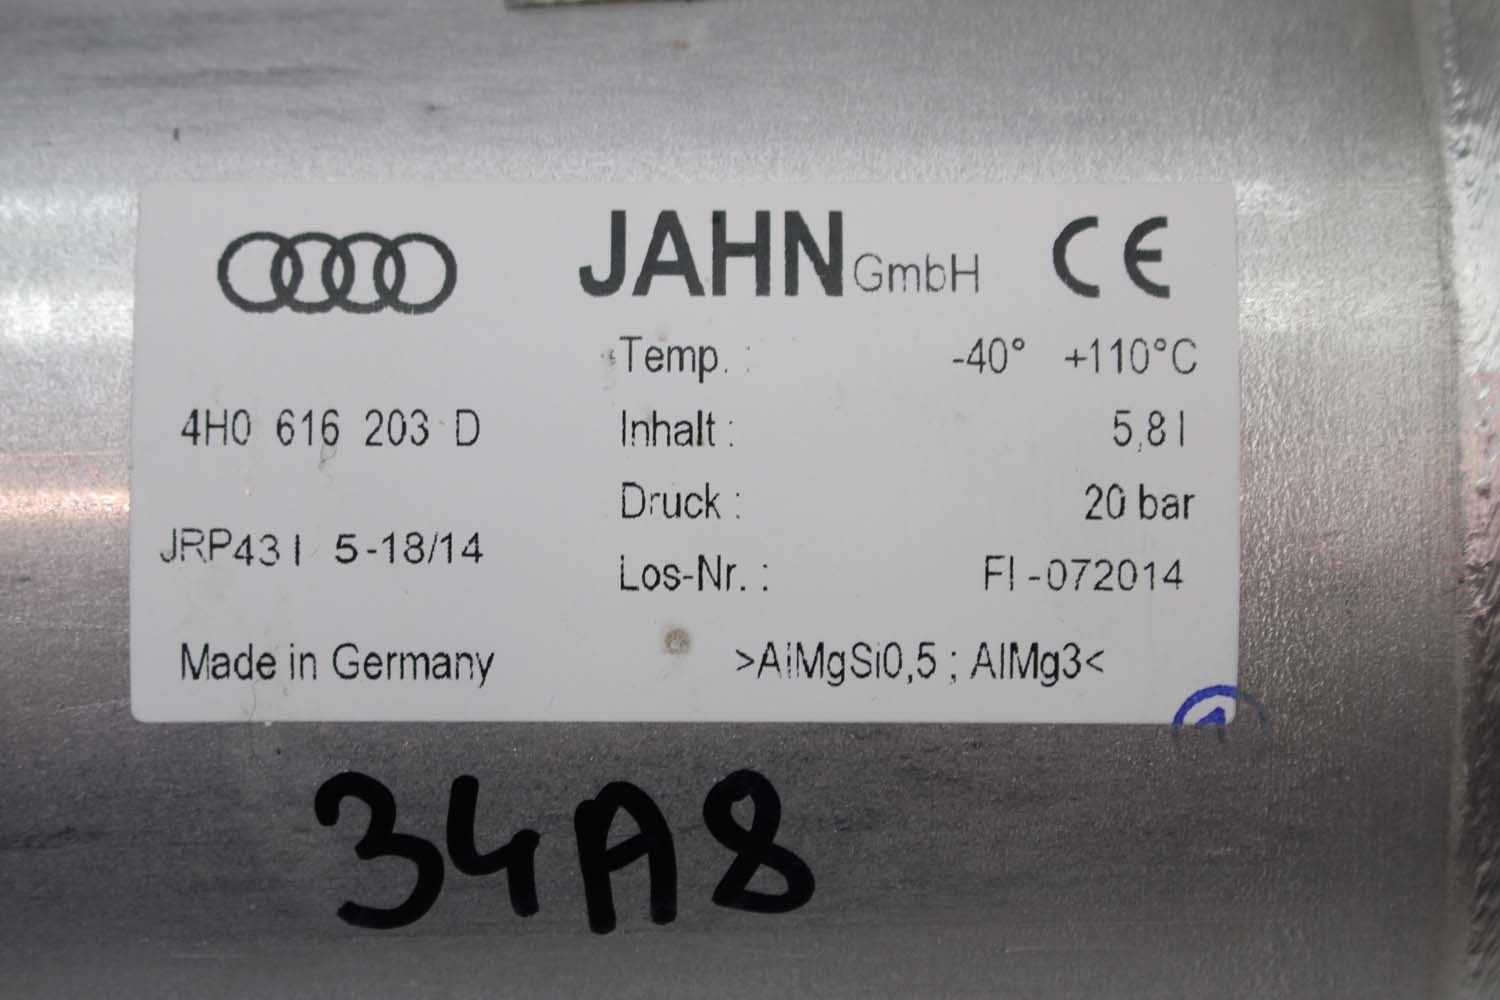 JAHN GmbH CE
Temp. : -40° +110°C
4H0 616 203 D
Inhalt : 5,8 l
Druck : 20 bar
JRP43 I 5-18/14
Los-Nr. : FI-072014
Made in Germany
>AlMgSi0,5 ; AlMg3<
1
34A8